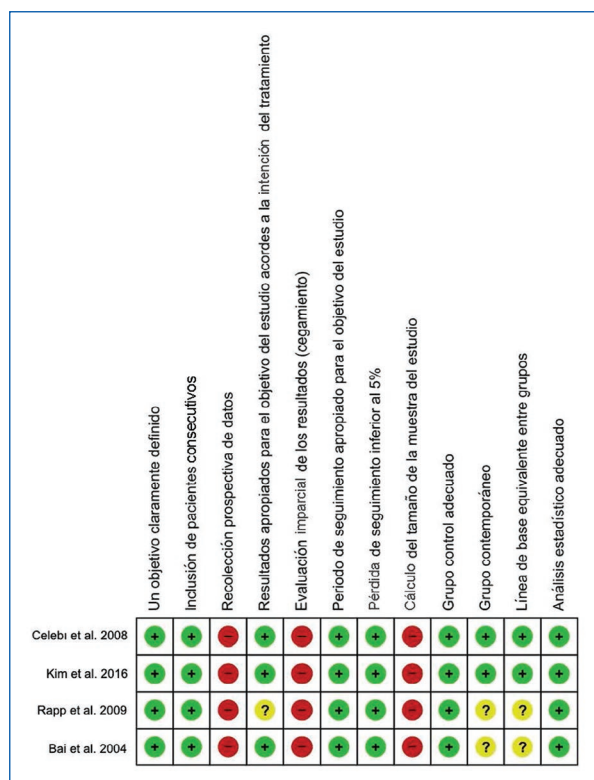 Un objetivo claramente definido
Inclusión de pacientes consecutivos
Recolección prospectiva de datos
Resultados apropiados para el objetivo del estudio acordes a la intención del tratamiento
Evaluación imparcial de los resultados (cegamiento)
Periodo de seguimiento apropiado para el objetivo del estudio
Pérdida de seguimiento inferior al 5%
Cálculo del tamaño de la muestra del estudio
Grupo control adecuado
Grupo contemporáneo
Línea de base equivalente entre grupos
Análisis estadístico adecuado
Celebı et al. 2008 + + - + - + + - + + + +
Kim et al. 2016 + + - + - + + - + + + +
Rapp et al. 2009 + + - ? - + + - + ? ? +
Bai et al. 2004 + + - + - + + - + ? ? +